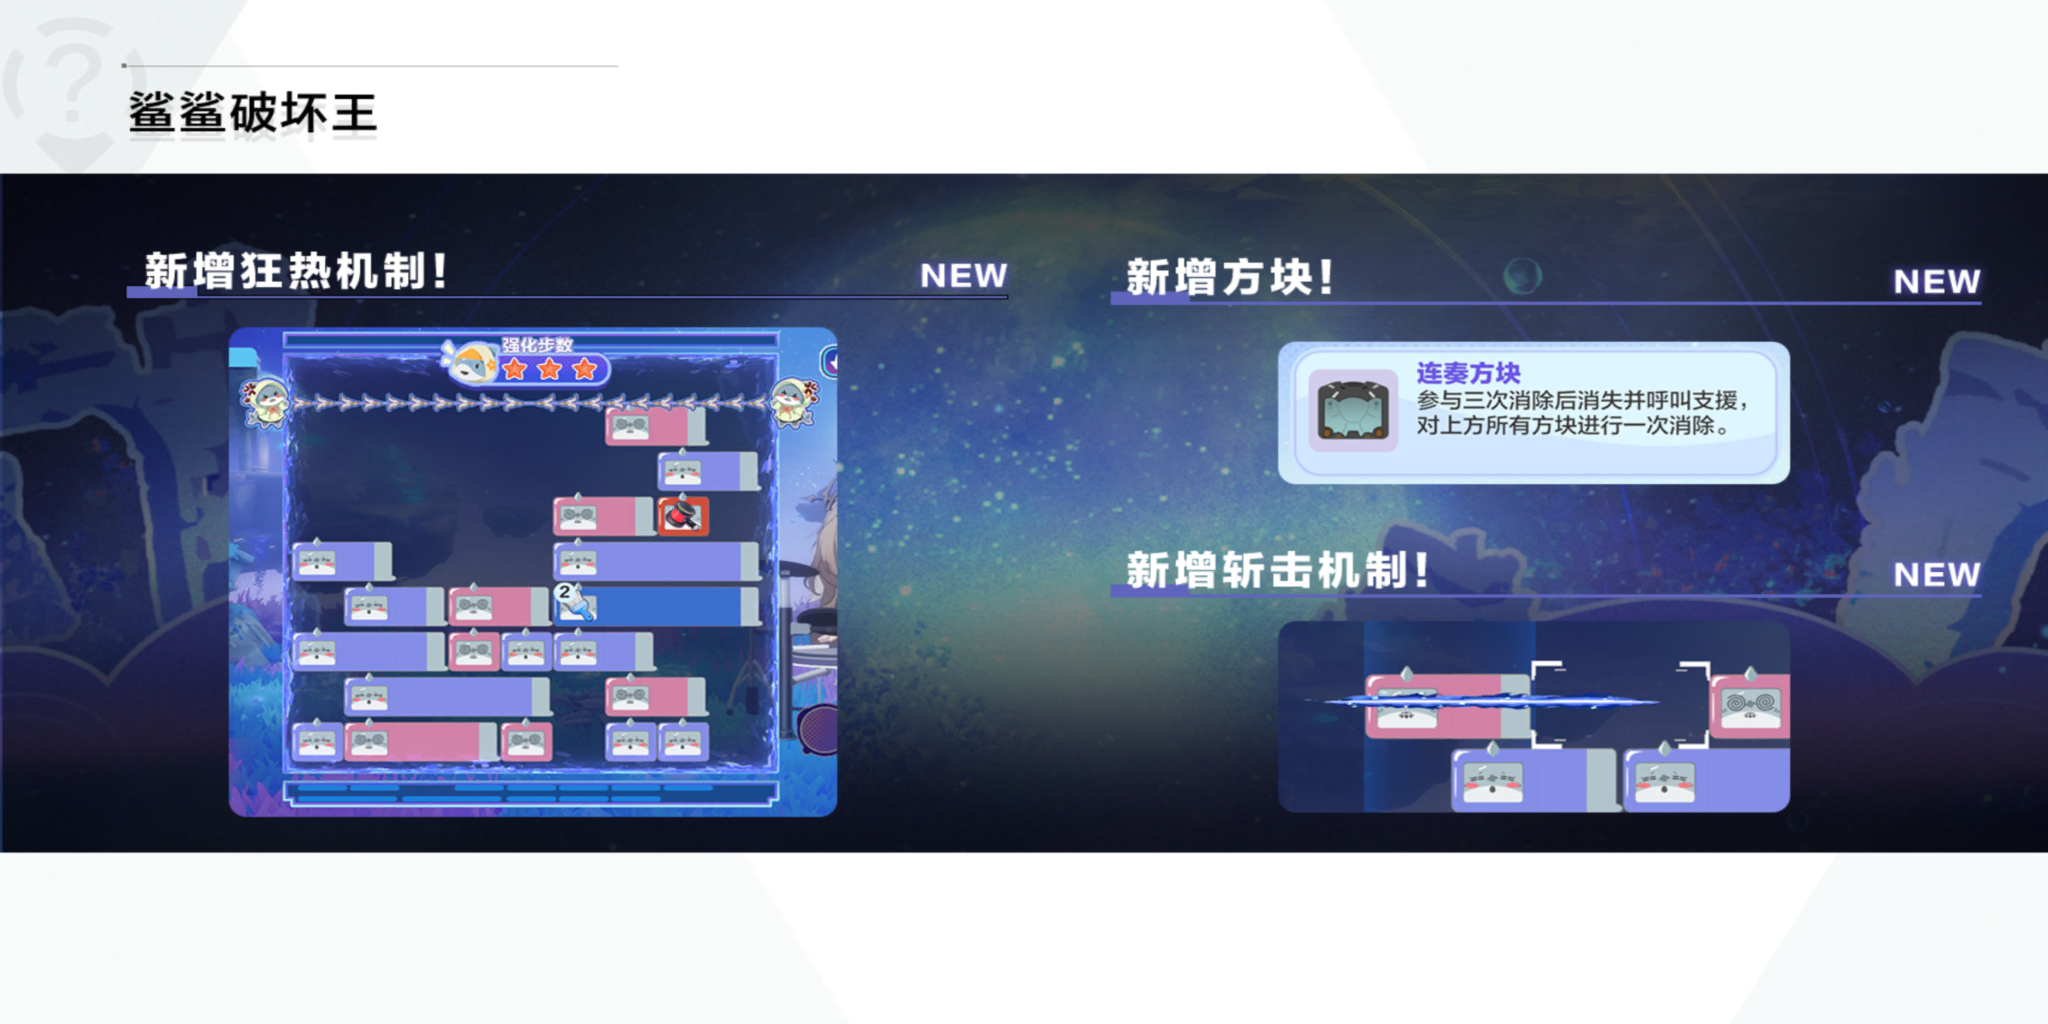 鲨鲨破坏王
新增狂热机制!
NEW
强化步数
2
新增方块!
NEW
连奏方块
参与三次消除后消失并呼叫支援，
对上方所有方块进行一次消除。
新增斩击机制!
NEW